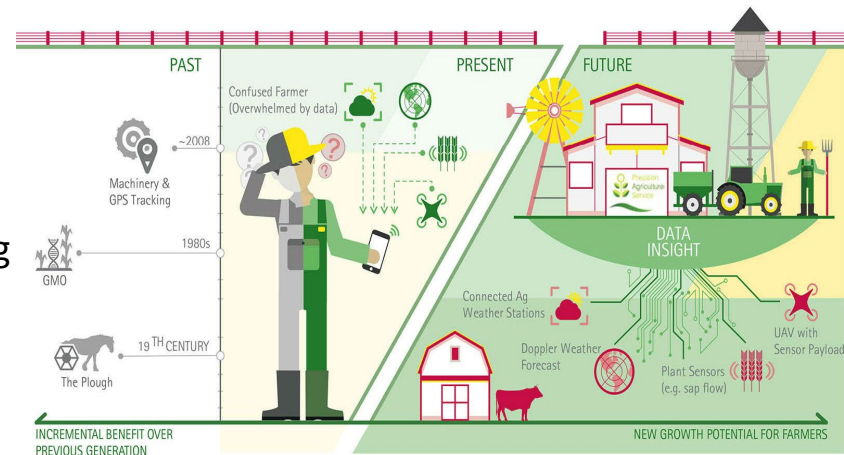 PAST
PRESENT
FUTURE
Confused Farmer
(Overwhelmed by data)
~2008
Machinery &
GPS Tracking
1980s
g
GMO
19 TH CENTURY
The Plough
Precision
Agriculture
Service
DATA
INSIGHT
Connected Ag
Weather Stations
UAV with
Sensor Payload
Doppler Weather
Forecast
Plant Sensors
(e.g. sap flow)
INCREMENTAL BENEFIT OVER
PREVIOUS GENERATION
NEW GROWTH POTENTIAL FOR FARMERS